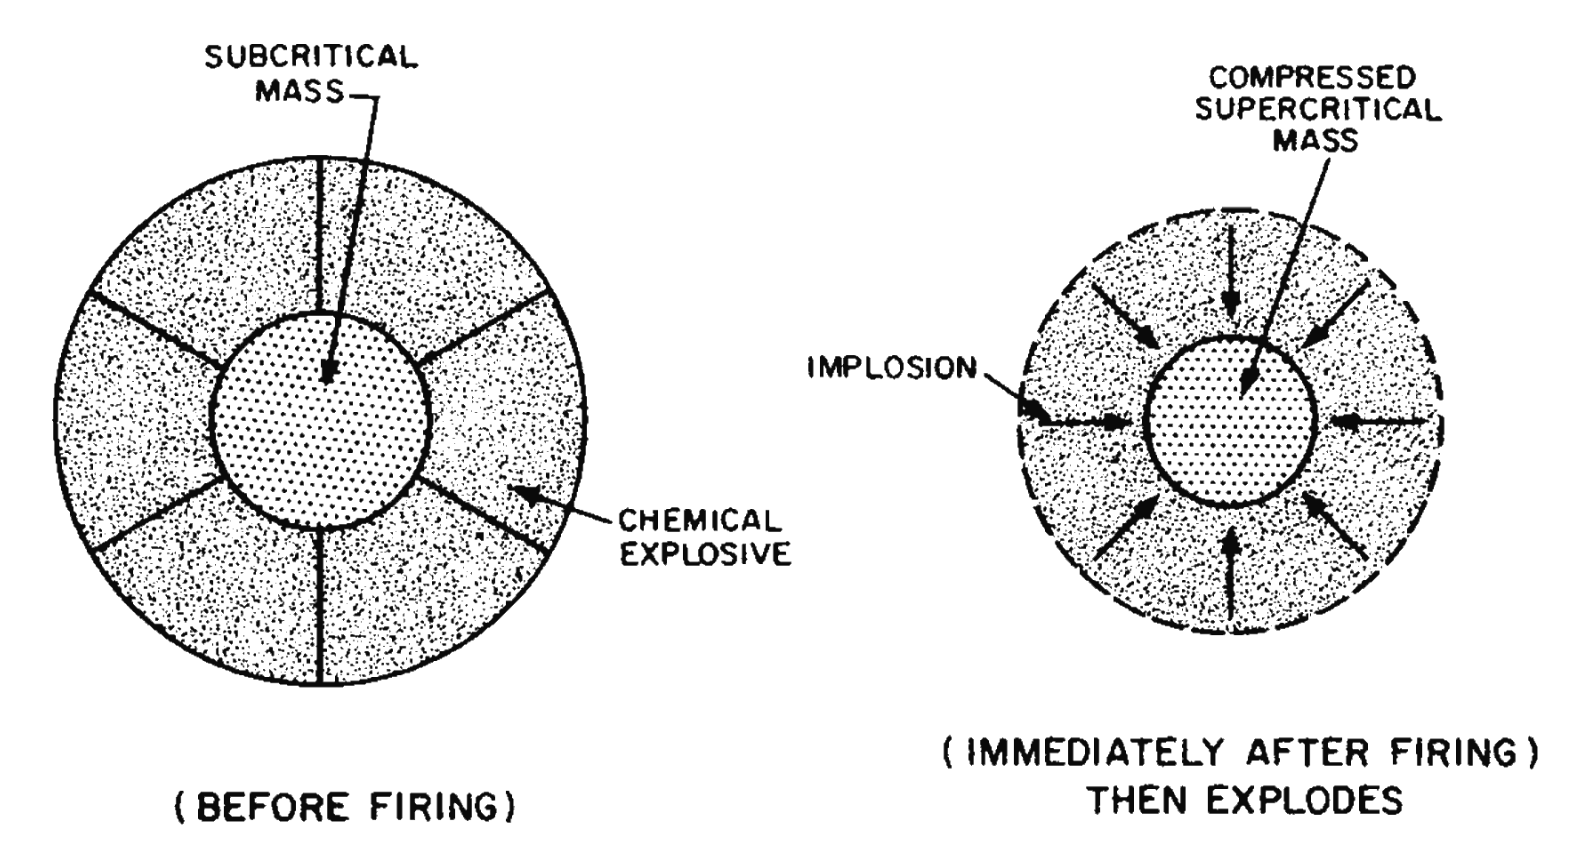 SUBCRITICAL
MASS
CHEMICAL
EXPLOSIVE
(BEFORE FIRING)
COMPRESSED
SUPERCRITICAL
MASS
IMPLOSION
(IMMEDIATELY AFTER FIRING)
THEN EXPLODES